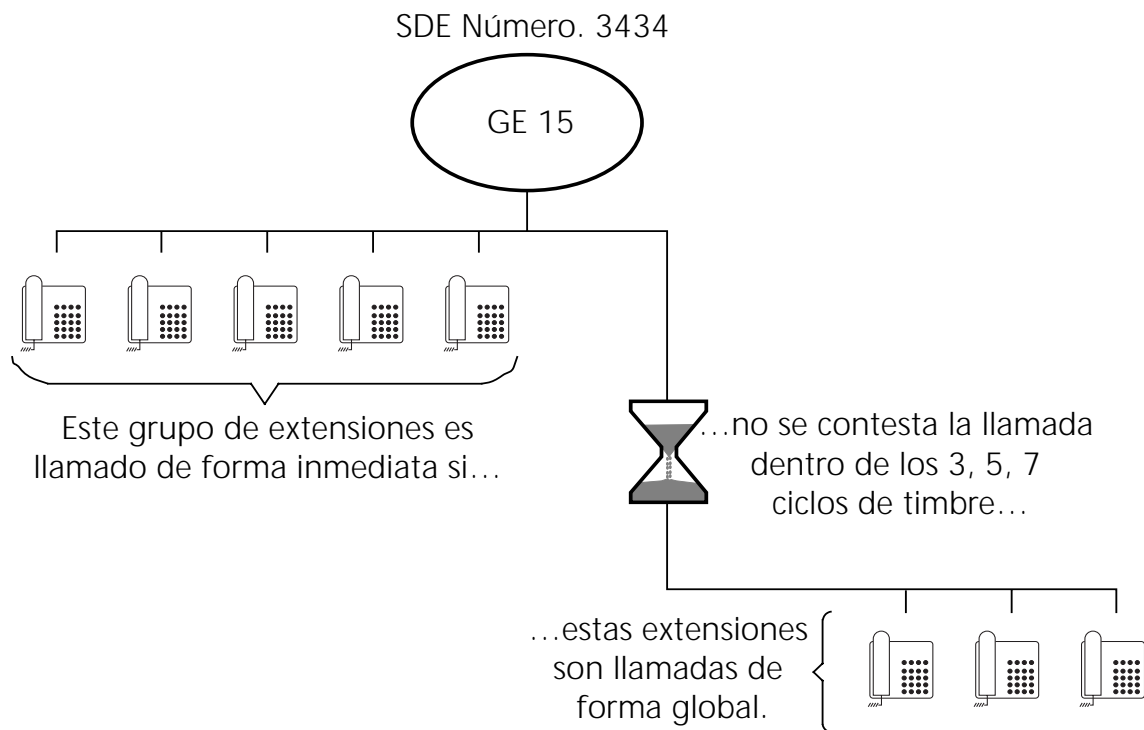 SDE Número. 3434
GE 15
Este grupo de extensiones es
llamado de forma inmediata si...
...no se contesta la llamada
dentro de los 3, 5, 7
ciclos de timbre...
...estas extensiones
son llamadas de
forma global.